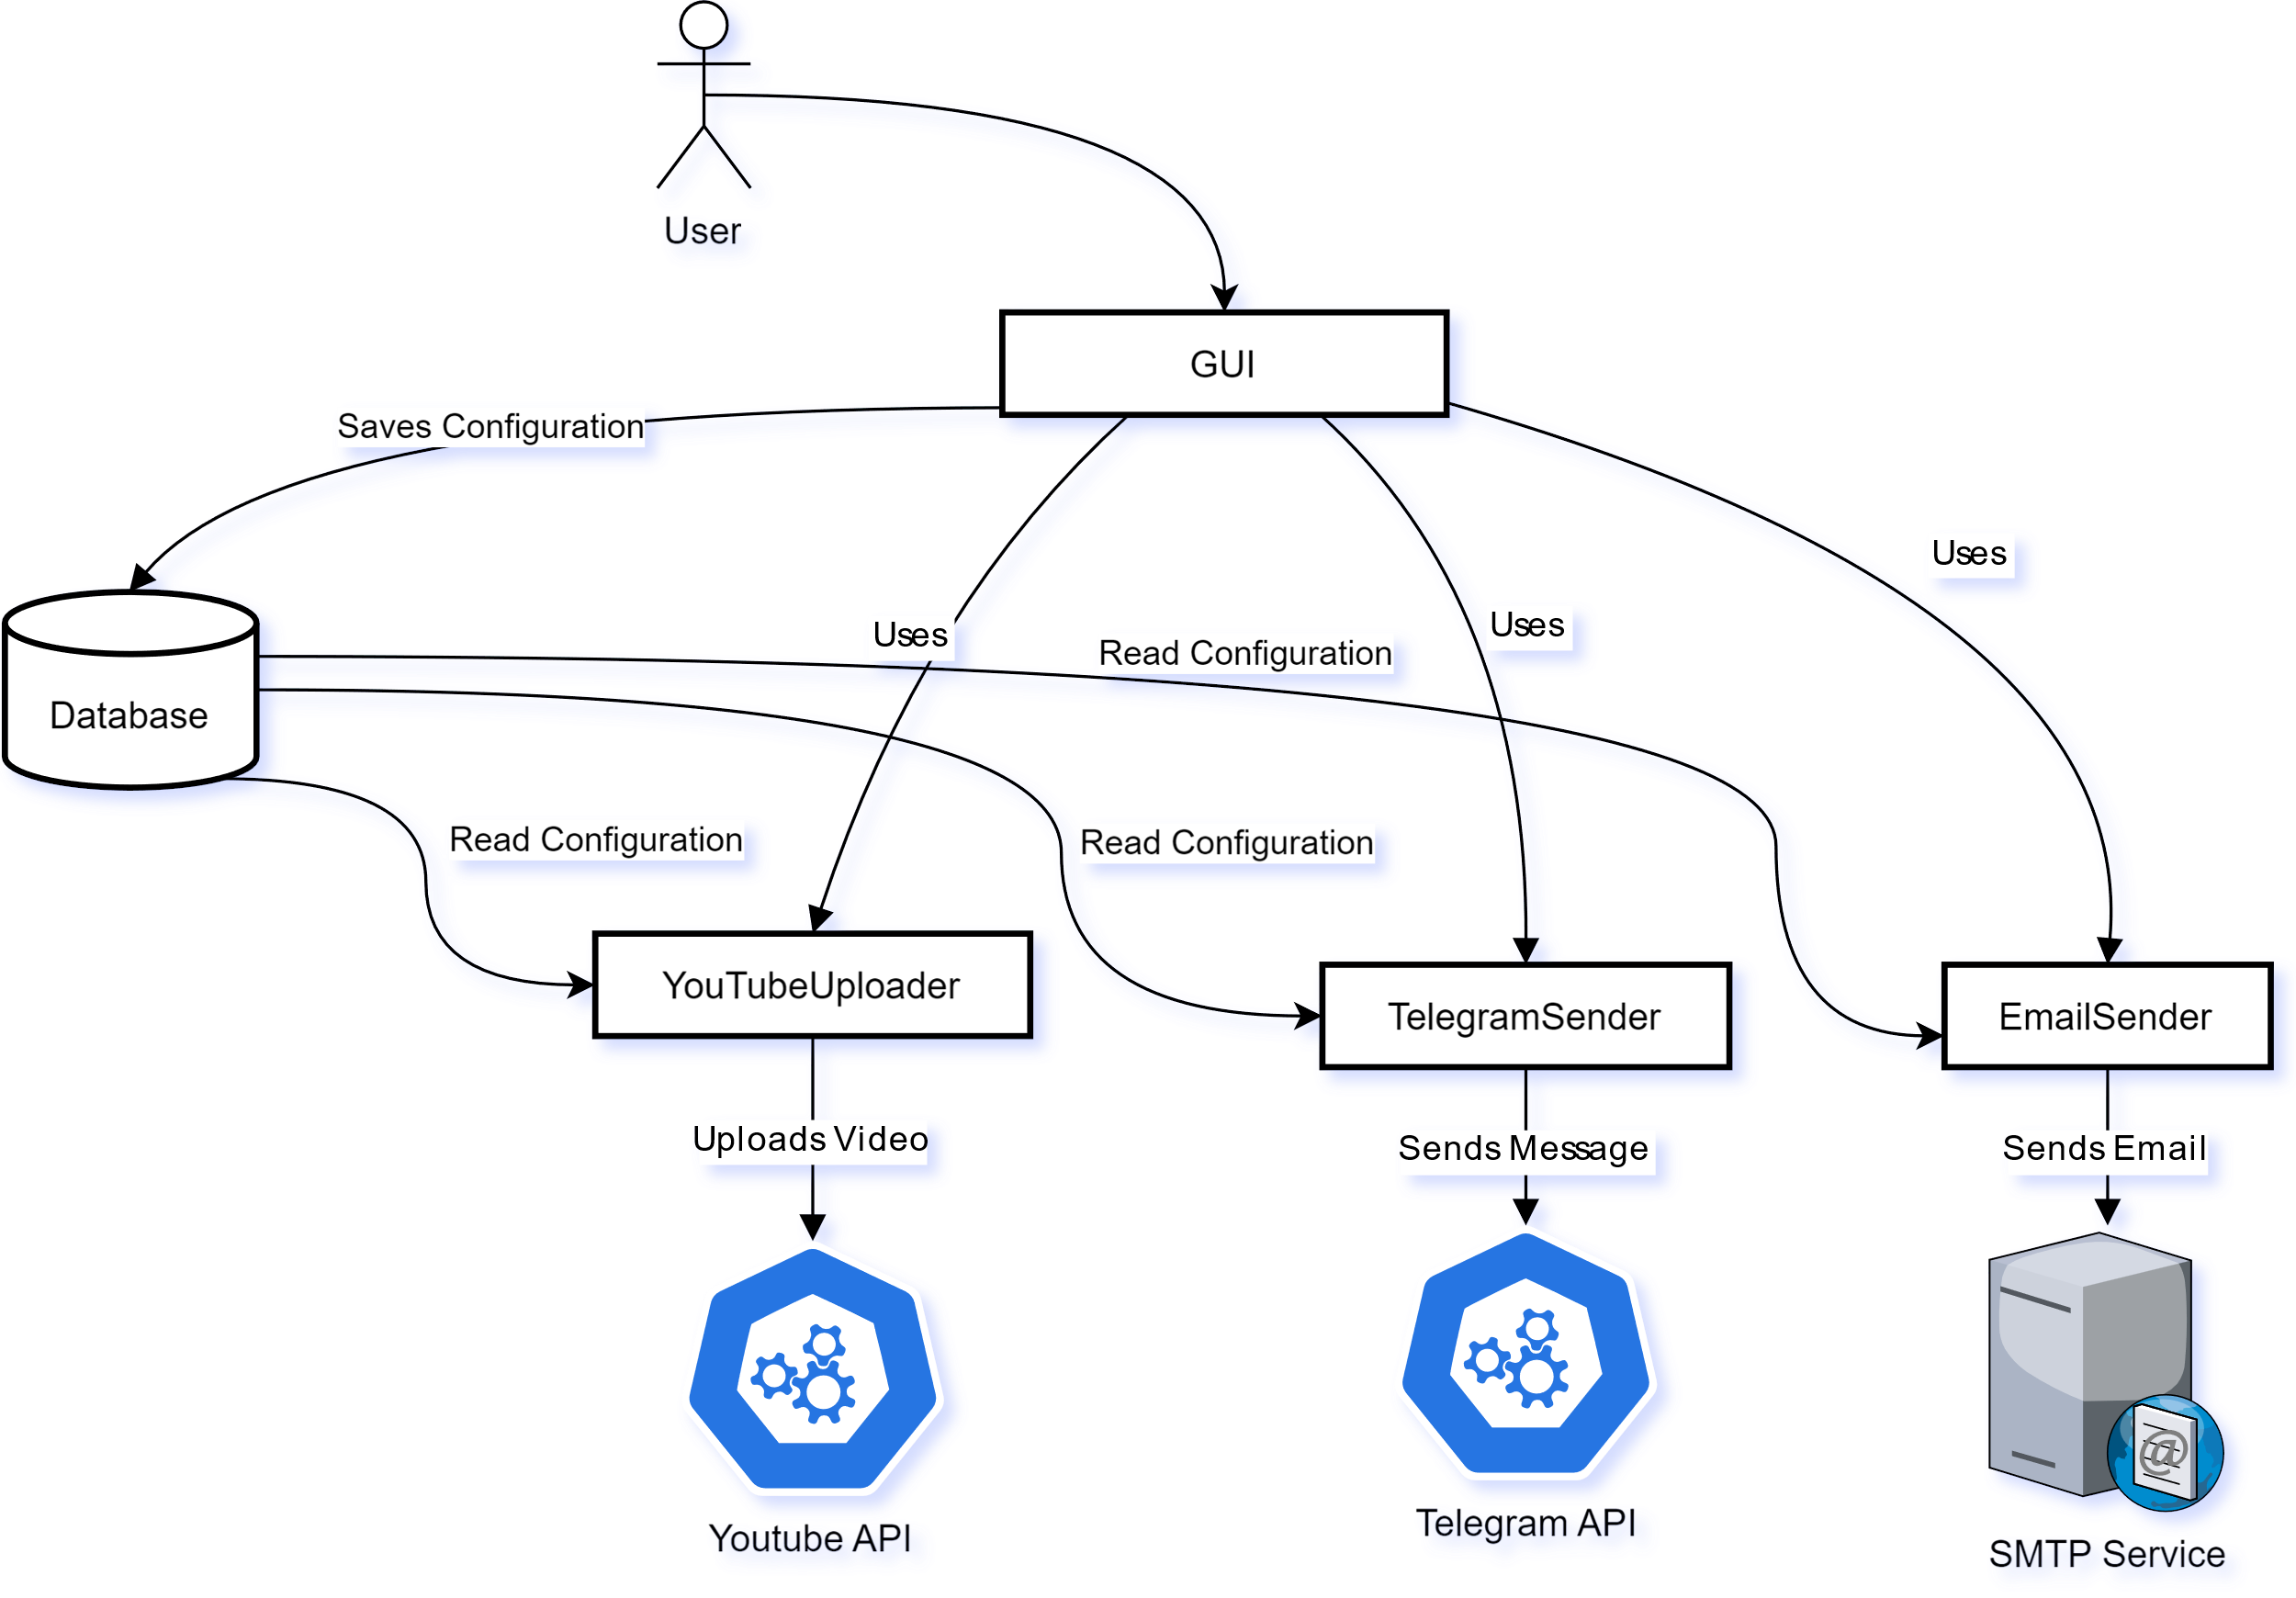 User
GUI
Saves Configuration
Uses
Uses
Uses
Read Configuration
Database
Read Configuration
Read Configuration
YouTubeUploader
TelegramSender
EmailSender
Uploads Video
Sends Message
Sends Email
@
Youtube API
Telegram API
SMTP Service